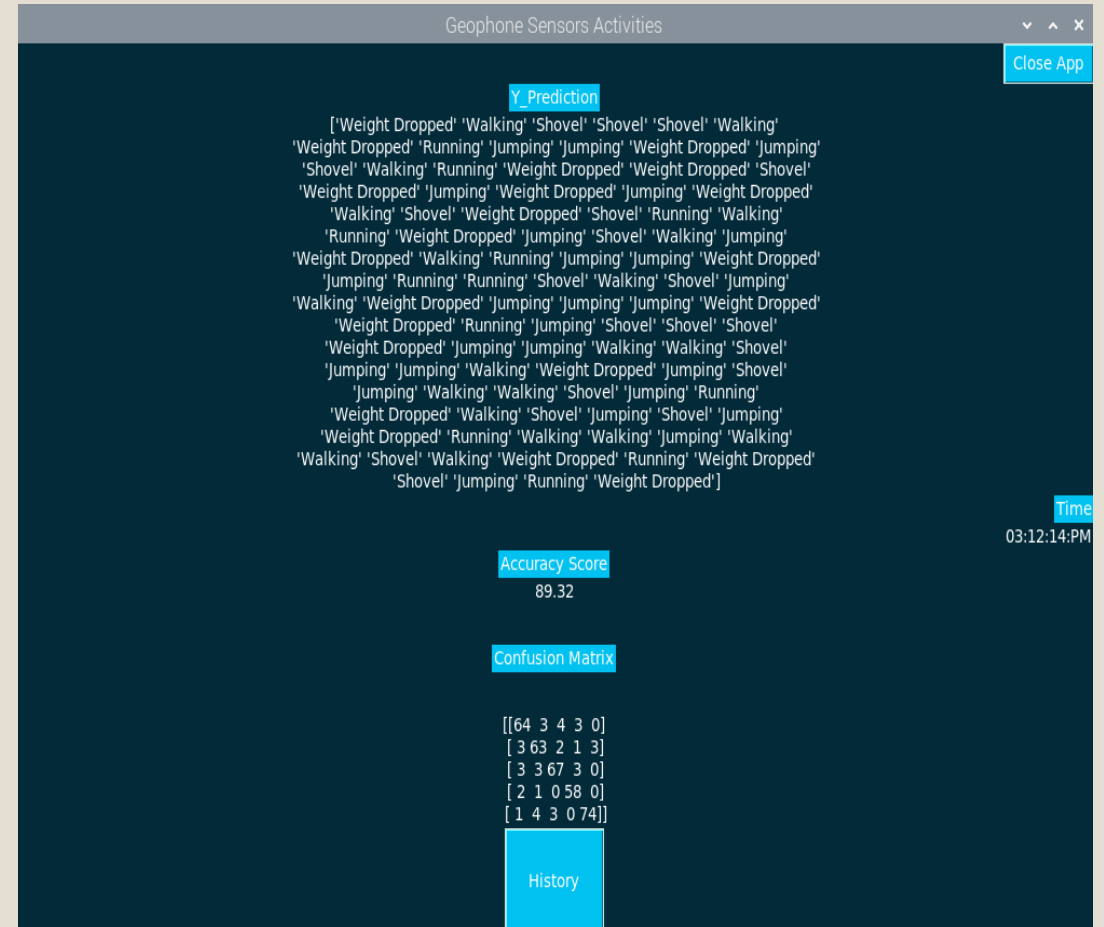 Geophone Sensors Activities
Close App
Y_Prediction
['Weight Dropped' 'Walking' 'Shovel' 'Shovel' 'Shovel' 'Walking'
'Weight Dropped' 'Running' 'Jumping' 'Jumping' 'Weight Dropped' 'Jumping'
'Shovel' 'Walking' 'Running' 'Weight Dropped' 'Weight Dropped' 'Shovel'
'Weight Dropped' 'Jumping' 'Weight Dropped' 'Jumping' 'Weight Dropped'
'Walking' 'Shovel' 'Weight Dropped' 'Shovel' 'Running' 'Walking'
'Running' 'Weight Dropped' 'Jumping' 'Shovel' 'Walking' 'Jumping'
'Weight Dropped' 'Walking' 'Running' 'Jumping' 'Jumping' 'Weight Dropped'
'Jumping' 'Running' 'Running' 'Shovel' 'Walking' 'Shovel' 'Jumping'
'Walking' 'Weight Dropped' 'Jumping' 'Jumping' 'Jumping' 'Weight Dropped'
'Weight Dropped' 'Running' 'Jumping' 'Shovel' 'Shovel' 'Shovel'
'Weight Dropped' 'Jumping' 'Jumping' 'Walking' 'Walking' 'Shovel'
'Jumping' 'Jumping' 'Walking' 'Weight Dropped' 'Jumping' 'Shovel'
'Jumping' 'Walking' 'Walking' 'Shovel' 'Jumping' 'Running'
'Weight Dropped' 'Walking' 'Shovel' 'Jumping' 'Shovel' 'Jumping'
'Weight Dropped' 'Running' 'Walking' 'Walking' 'Jumping' 'Walking'
'Walking' 'Shovel' 'Walking' 'Weight Dropped' 'Running' 'Weight Dropped'
'Shovel' 'Jumping' 'Running' 'Weight Dropped']
Time
03:12:14:PM
Accuracy Score
89.32
Confusion Matrix
[[64 3 4 3 0]
[ 3 63 2 1 3]
[ 3 3 67 3 0]
[ 2 1 0 58 0]
[ 1 4 3 0 74]]
History